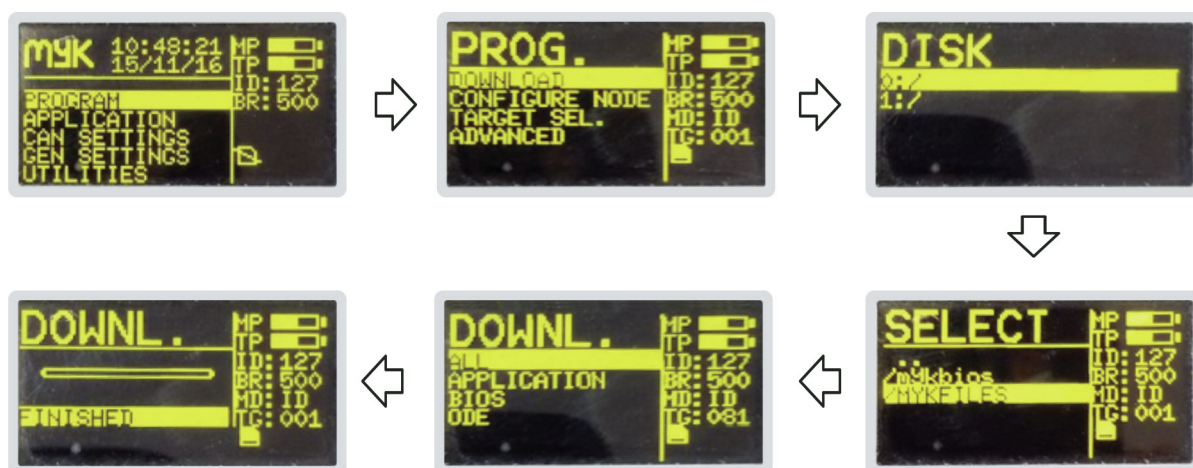 myk 10:48:21 MP
15/11/16 TP
ID:127
PROGRAM BR:500
APPLICATION
CAN SETTINGS
GEN SETTINGS
UTILITIES
PROG. MP
TP
DOWNLOAD ID:127
CONFIGURE NODE BR:500
TARGET SEL. MD:ID
ADVANCED TG:001
DISK
0:/
1:/
SELECT MP
TP
.. ID:127
/mykbios BR:500
/MYKFILES MD:ID
TG:001
DOWNL. MP
TP
ALL ID:127
APPLICATION BR:500
BIOS MD:ID
ODE TG:081
DOWNL. MP
TP
ID:127
BR:500
MD:ID
FINISHED TG:001